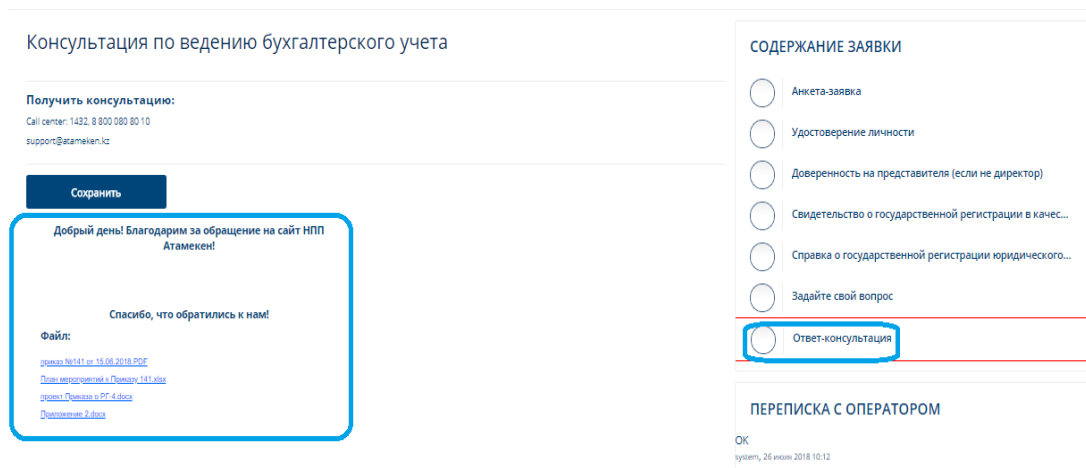 Консультация по ведению бухгалтерского учета
Получить консультацию:
Call center: 1432, 8 800 080 80 10
support@atameken.kz
Сохранить
Добрый день! Благодарим за обращение на сайт НПП
Атамекен!
Спасибо, что обратились к нам!
Файл:
приказ №141 от 15.06.2018.PDF
План мероприятий к Приказу 141.xlsx
проект Приказа о РГ-4.docx
Приложение 2.docx
СОДЕРЖАНИЕ ЗАЯВКИ
Анкета-заявка
Удостоверение личности
Доверенность на представителя (если не директор)
Свидетельство о государственной регистрации в качес...
Справка о государственной регистрации юридического...
Задайте свой вопрос
Ответ-консультация
ПЕРЕПИСКА С ОПЕРАТОРОМ
ОК
system, 26 июня 2018 10:12